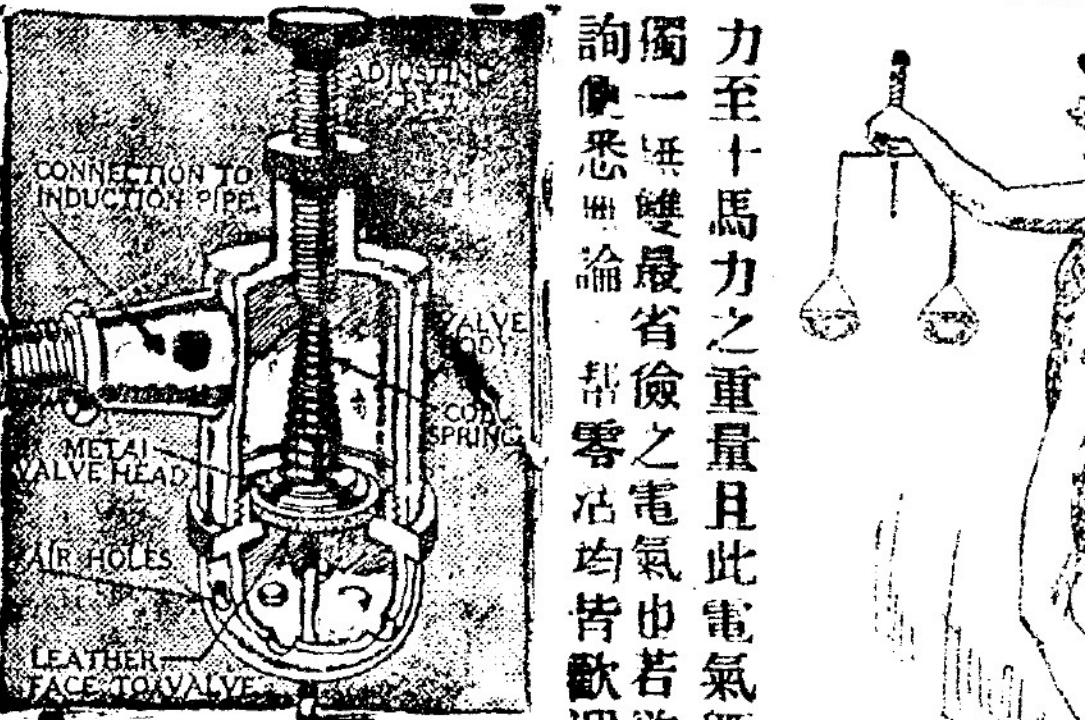 ADJUSTING
SCREW
CONNECTION TO
INDUCTION PIPE
VALVE
BODY
COIL
SPRING
METAL
VALVE HEAD
AIR HOLES
LEATHER
FACE TO VALVE
力至十馬力之重量且此電氣
獨一無雙最省儉之電氣也若
詢悉論零沽均皆歡迎